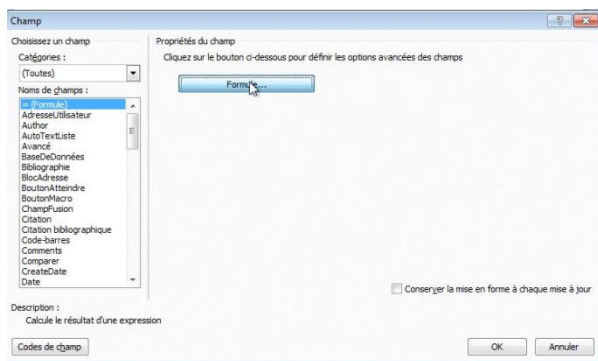 Champ
Choisissez un champ
Catégories :
(Toutes)
Noms de champs :
= (Formule)
AdresseUtilisateur
Author
AutoTextListe
Avancé
BaseDeDonnées
Bibliographie
BlocAdresse
BoutonAtteindre
BoutonMacro
ChampFusion
Citation
Citation bibliographique
Code-barres
Comments
Comparer
CreateDate
Date
Propriétés du champ
Cliquez sur le bouton ci-dessous pour définir les options avancées des champs
Formule...
Conserver la mise en forme à chaque mise à jour
Description :
Calcule le résultat d'une expression
Codes de champ
OK
Annuler